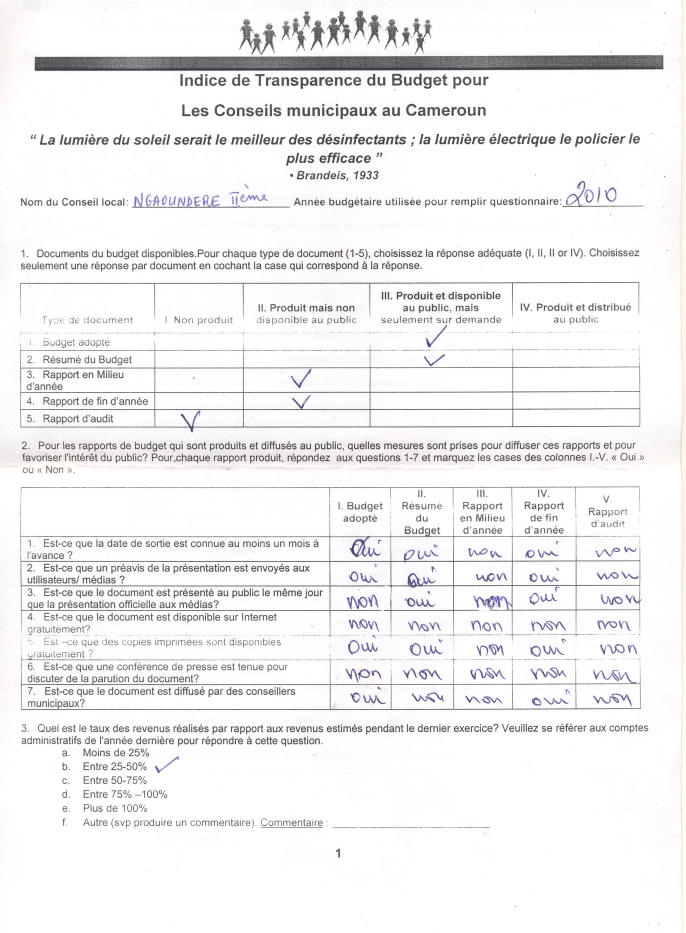 Indice de Transparence du Budget pour
Les Conseils municipaux au Cameroun
“ La lumière du soleil serait le meilleur des désinfectants ; la lumière électrique le policier le
plus efficace ”
• Brandeis, 1933
Nom du Conseil local: NGAOUNDERE IIème Année budgétaire utilisée pour remplir questionnaire: 2010
1. Documents du budget disponibles.Pour chaque type de document (1-5), choisissez la réponse adéquate (I, II, II or IV). Choisissez
seulement une réponse par document en cochant la case qui correspond à la réponse.
Type de document I. Non produit II. Produit mais non disponible au public III. Produit et disponible au public, mais seulement sur demande IV. Produit et distribué au public
1. Budget adopté ✓
2. Résumé du Budget ✓
3. Rapport en Milieu
d'année ✓
4. Rapport de fin d'année ✓
5. Rapport d'audit ✓
2. Pour les rapports de budget qui sont produits et diffusés au public, quelles mesures sont prises pour diffuser ces rapports et pour
favoriser l'intérêt du public? Pour,chaque rapport produit, répondez aux questions 1-7 et marquez les cases des colonnes I.-V. « Oui »
ou « Non ».
I. Budget adopté II. Résumé du Budget III. Rapport en Milieu d'année IV. Rapport de fin d'année V. Rapport d'audit
1. Est-ce que la date de sortie est connue au moins un mois à
l'avance ? Oui oui non oui non
2. Est-ce que un préavis de la présentation est envoyés aux
utilisateurs/ médias ? Oui oui non oui non
3. Est-ce que le document est présenté au public le même jour
que la présentation officielle aux médias? non oui non oui non
4. Est-ce que le document est disponible sur Internet
gratuitement? non non non non non
5. Est –ce que des copies imprimées sont disponibles
gratuitement ? Oui Oui non oui non
6. Est-ce que une conférence de presse est tenue pour
discuter de la parution du document? non non non non non
7. Est-ce que le document est diffusé par des conseillers
municipaux? oui non non oui non
3. Quel est le taux des revenus réalisés par rapport aux revenus estimés pendant le dernier exercice? Veuillez se référer aux comptes
administratifs de l'année dernière pour répondre à cette question.
a. Moins de 25%
b. Entre 25-50% ✓
c. Entre 50-75%
d. Entre 75% –100%
e. Plus de 100%
f. Autre (svp produire un commentaire). Commentaire :
1